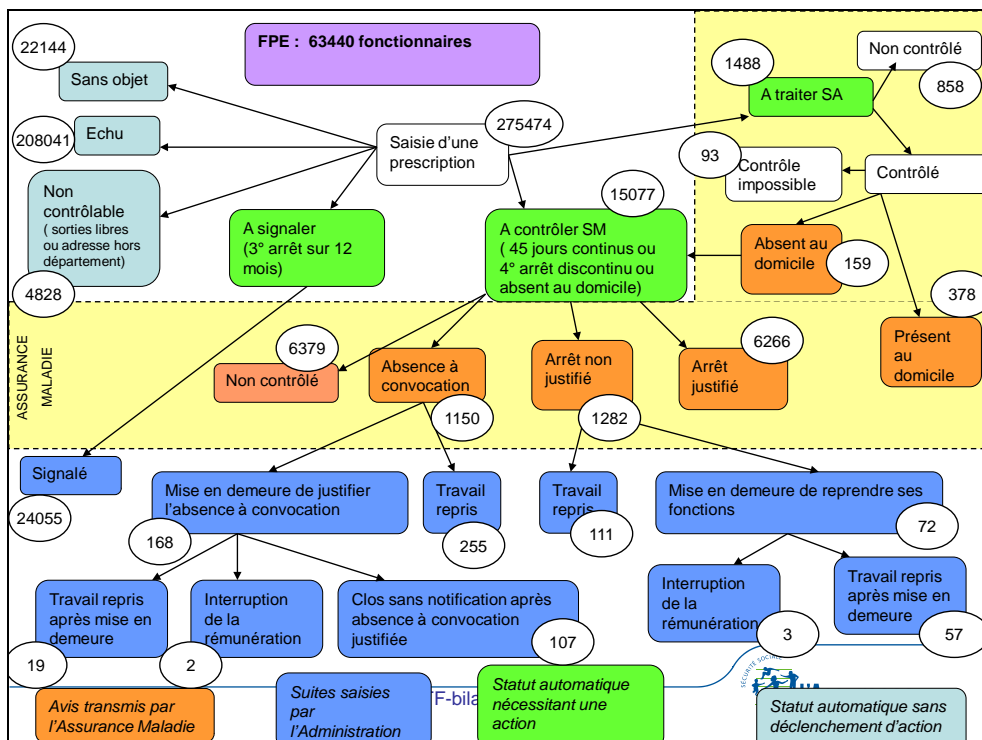 22144
FPE : 63440 fonctionnaires
Non contrôlé
858
1488
Sans objet
A traiter SA
208041
Echu
275474
Saisie d'une
prescription
93
Contrôle
impossible
Contrôlé
Non
contrôlable
( sorties libres
ou adresse hors
département)
4828
A signaler
(3° arrêt sur 12
mois)
15077
A contrôler SM
( 45 jours continus ou
4° arrêt discontinu ou
absent au domicile)
Absent au
domicile
159
378
Présent
au
domicile
ASSURANCE
MALADIE
6379
Non contrôlé
Absence à
convocation
1150
Arrêt non
justifié
1282
6266
Arrêt
justifié
Signalé
24055
Mise en demeure de justifier
l'absence à convocation
168
Travail
repris
255
Travail
repris
111
Mise en demeure de reprendre ses
fonctions
72
Travail repris
après mise en
demeure
19
Interruption
de la
rémunération
2
Clos sans notification après
absence à convocation
justifiée
107
Interruption
de la
rémunération
3
Travail repris
après mise en
demeure
57
Avis transmis par
l'Assurance Maladie
Suites saisies
par
l'Administration
TF-bila
Statut automatique
nécessitant une
action
SÉCURITÉ SOCIALE
Statut automatique sans
déclenchement d'action